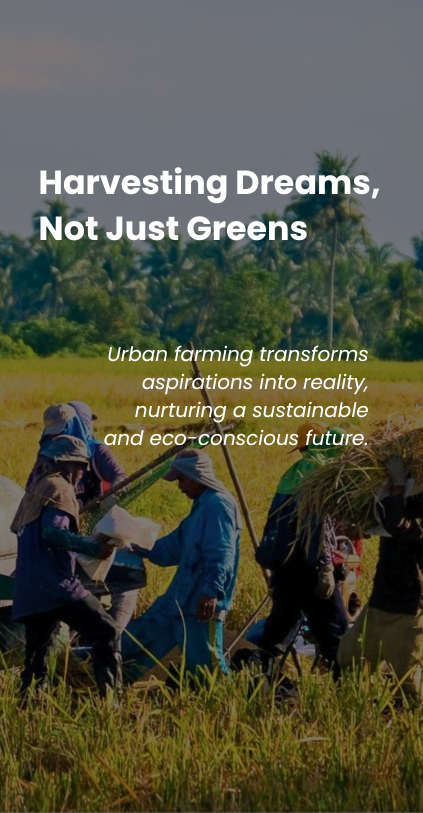 Harvesting Dreams,
Not Just Greens
Urban farming transforms
aspirations into reality,
nurturing a sustainable
and eco-conscious future.